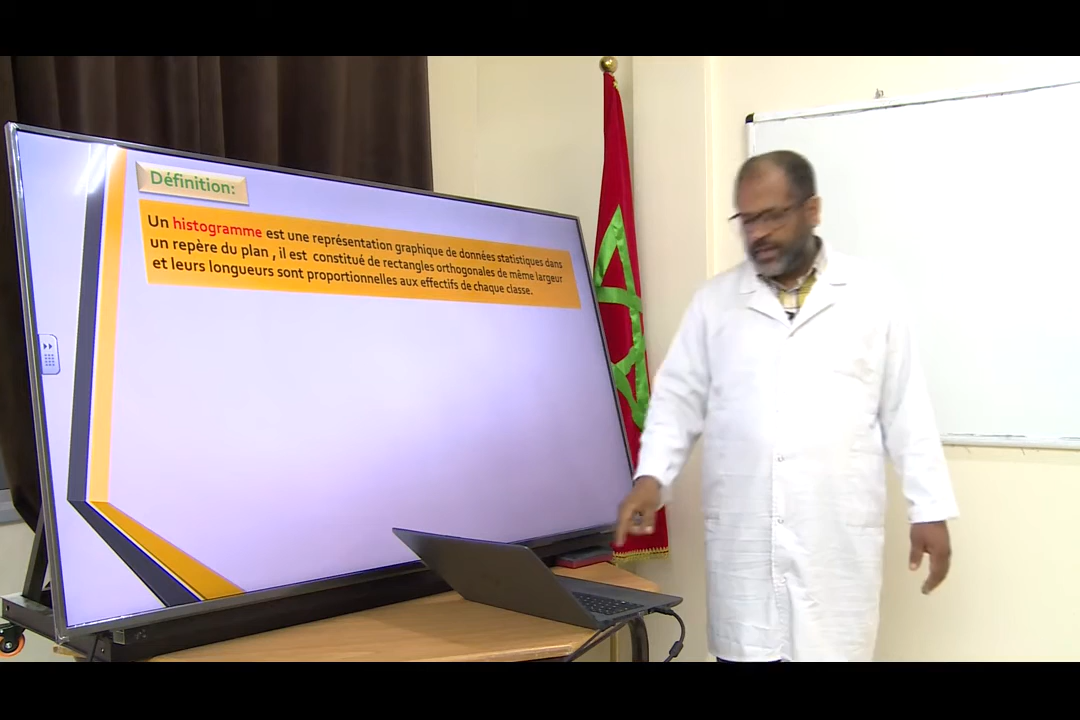 Définition:
Un histogramme est une représentation graphique de données statistiques dans
un repère du plan , il est constitué de rectangles orthogonales de même largeur
et leurs longueurs sont proportionnelles aux effectifs de chaque classe.